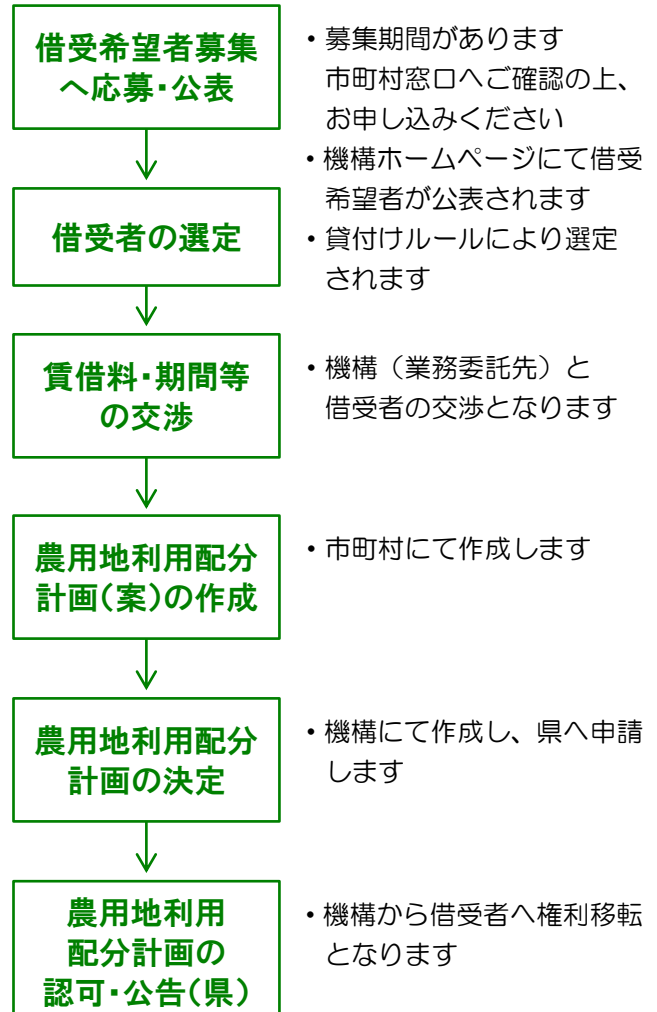 借受希望者募集
へ応募・公表
・募集期間があります
市町村窓口へご確認の上、
お申し込みください
・機構ホームページにて借受
希望者が公表されます
借受者の選定
・貸付けルールにより選定
されます
賃借料・期間等
の交渉
・機構（業務委託先）と
借受者の交渉となります
農用地利用配分
計画（案）の作成
・市町村にて作成します
農用地利用配分
計画の決定
・機構にて作成し、県へ申請
します
農用地利用
配分計画の
認可・公告（県）
・機構から借受者へ権利移転
となります